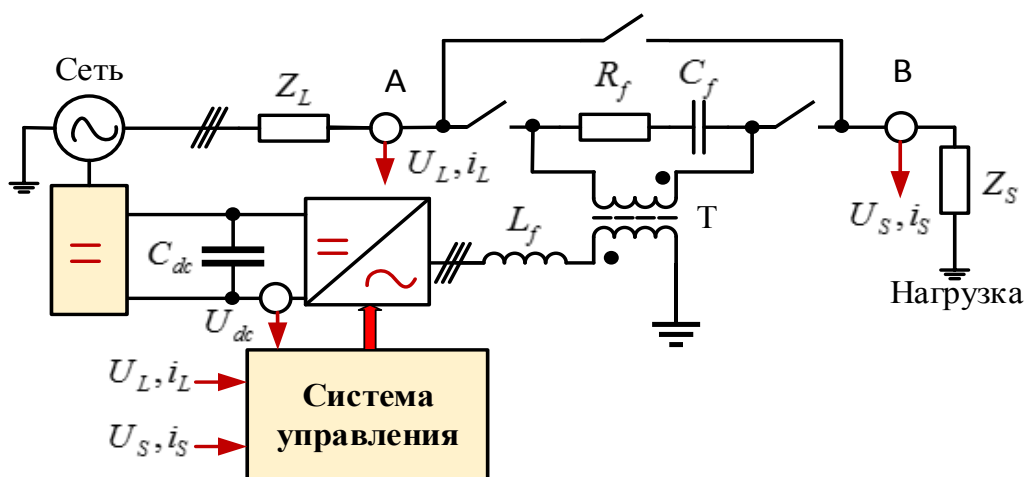 Сеть
Z_L
A
R_f
C_f
B
U_L, i_L
Z_S
U_S, i_S
T
L_f
C_dc
Нагрузка
U_dc
U_L, i_L
U_S, i_S
Система
управления